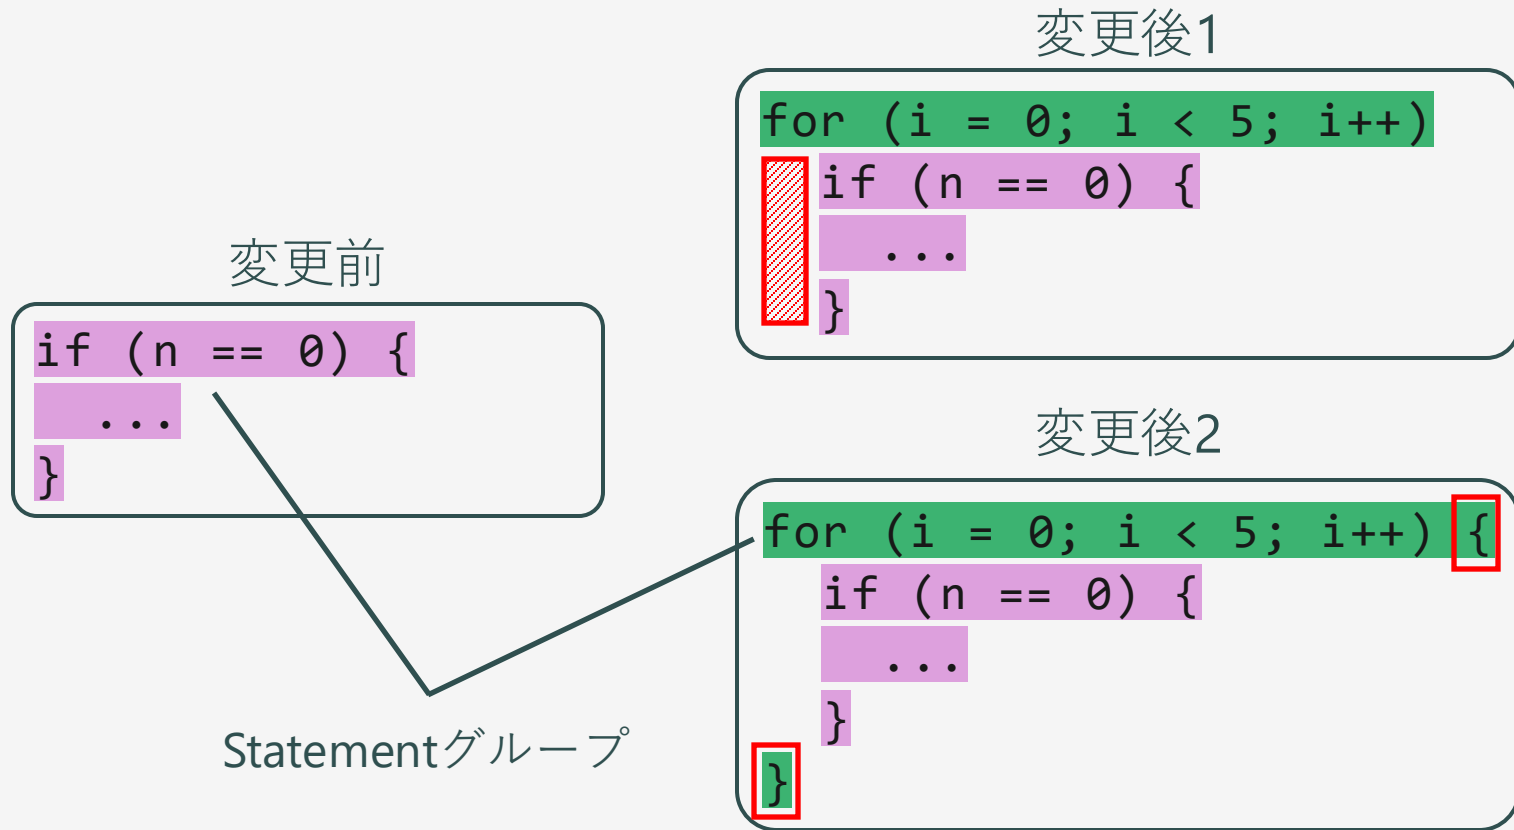 変更前
if (n == 0) {
  ...
}
Statementグループ
変更後1
for (i = 0; i < 5; i++)
  if (n == 0) {
    ...
  }
変更後2
for (i = 0; i < 5; i++) {
  if (n == 0) {
    ...
  }
}